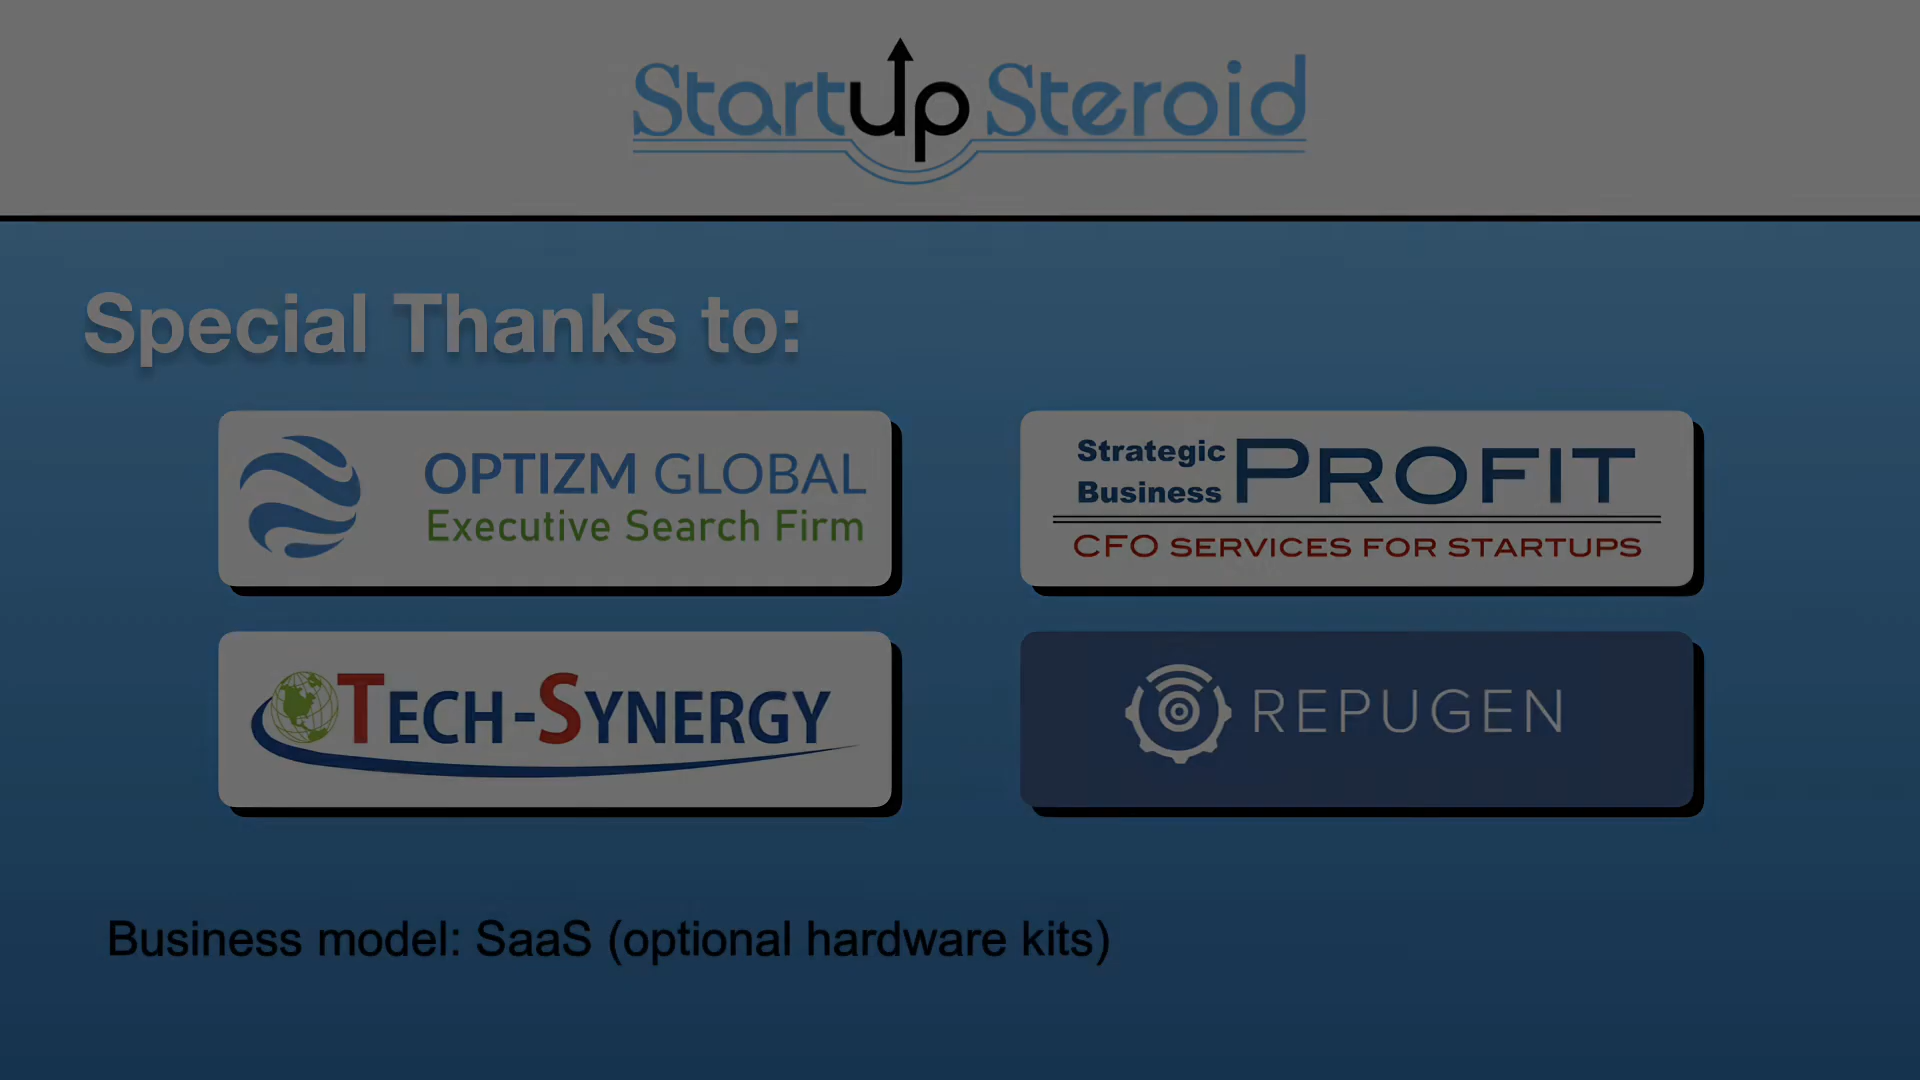 StartUp Steroid
Special Thanks to:
OPTIZM GLOBAL
Executive Search Firm
Strategic Business PROFIT
CFO SERVICES FOR STARTUPS
TECH-SYNERGY
REPUGEN
Business model: SaaS (optional hardware kits)